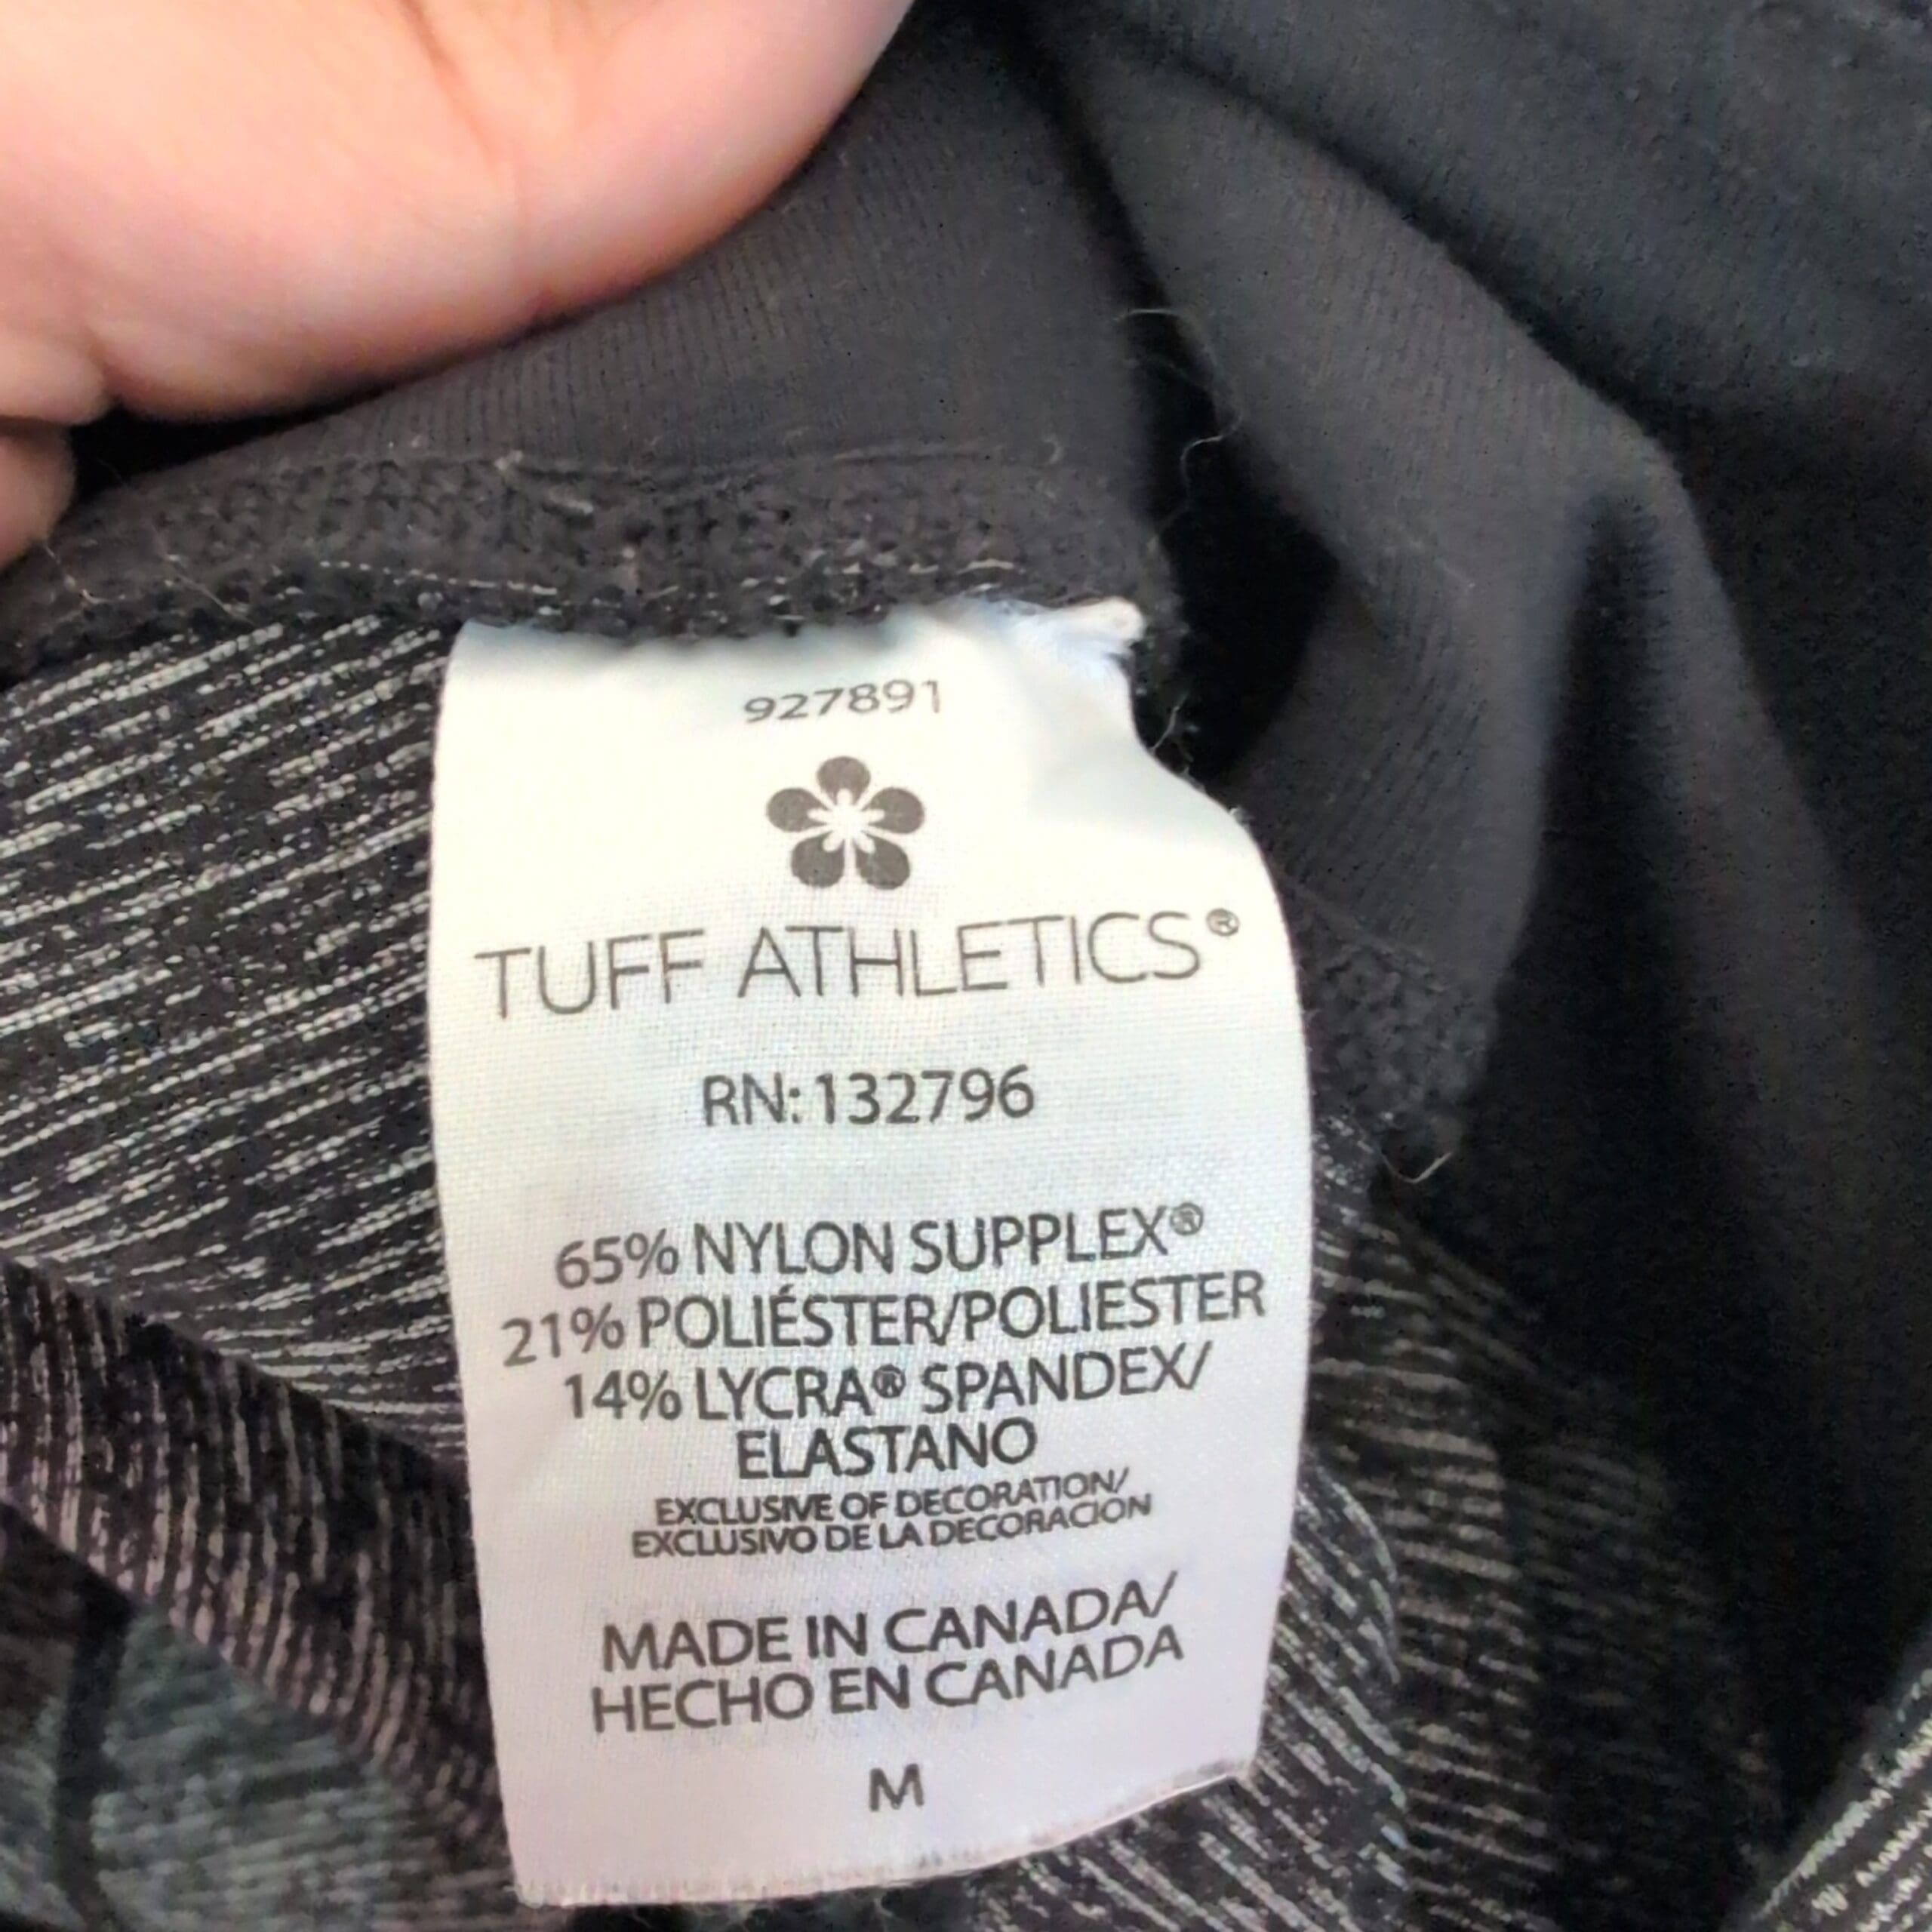 927891
TUFF ATHLETICS®
RN: 132796
65% NYLON SUPPLEX®
21% POLIÉSTER/POLIESTER
14% LYCRA® SPANDEX/
ELASTANO
EXCLUSIVE OF DECORATION/
EXCLUSIVO DE LA DECORACION
MADE IN CANADA/
HECHO EN CANADA
M